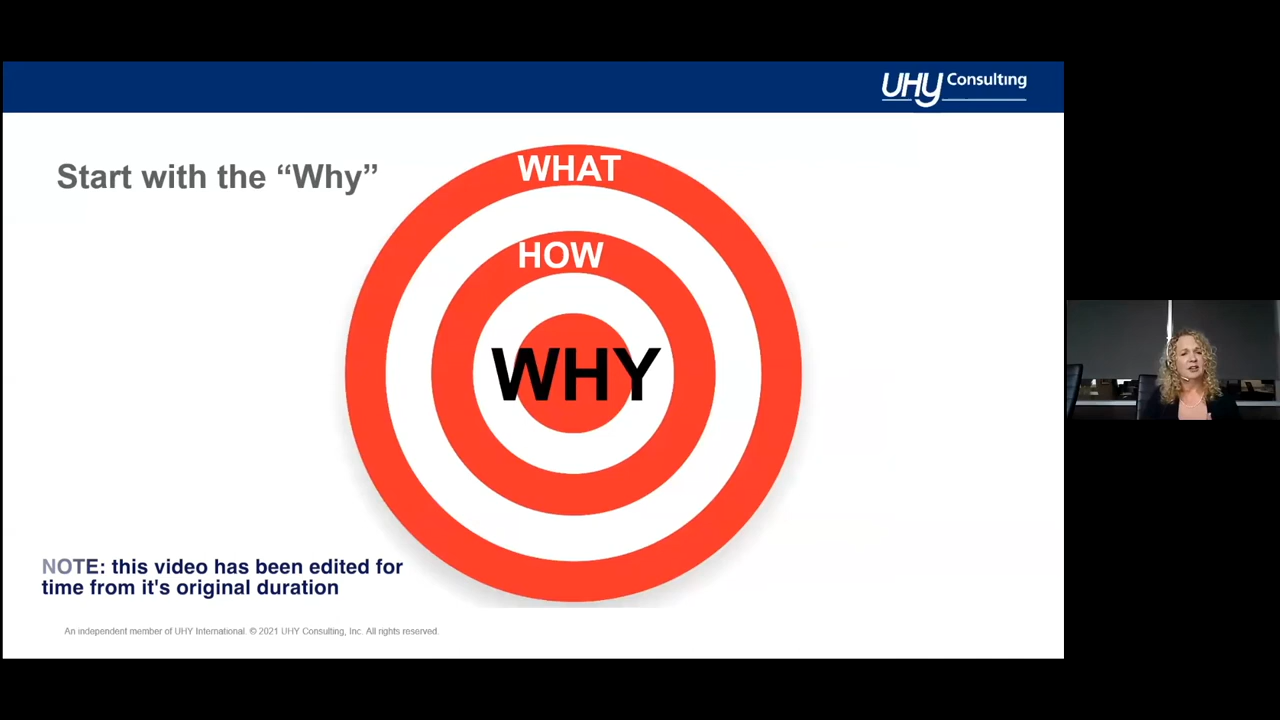 UHY Consulting
Start with the “Why”
WHAT
HOW
WHY
NOTE: this video has been edited for
time from it's original duration
An independent member of UHY International. © 2021 UHY Consulting, Inc. All rights reserved.